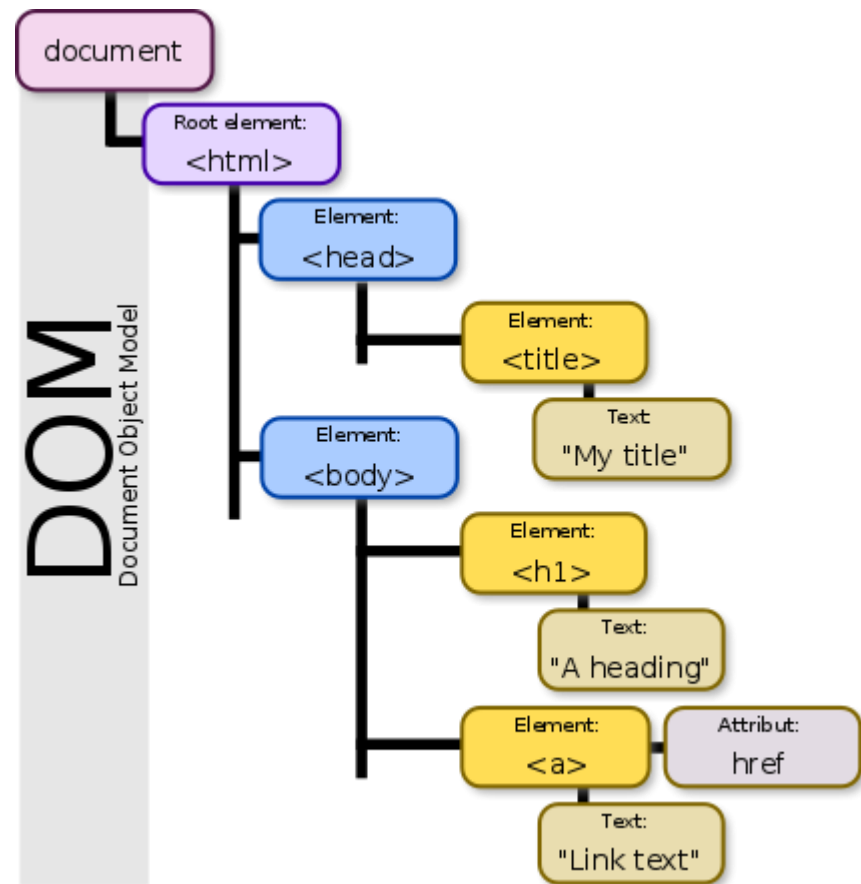 document
Root element:
<html>
Element:
<head>
Element:
<title>
Text
"My title"
Element:
<body>
Element:
<h1>
Text:
"A heading"
Element:
<a>
Attribut:
href
Text:
"Link text"
DOM
Document Object Model